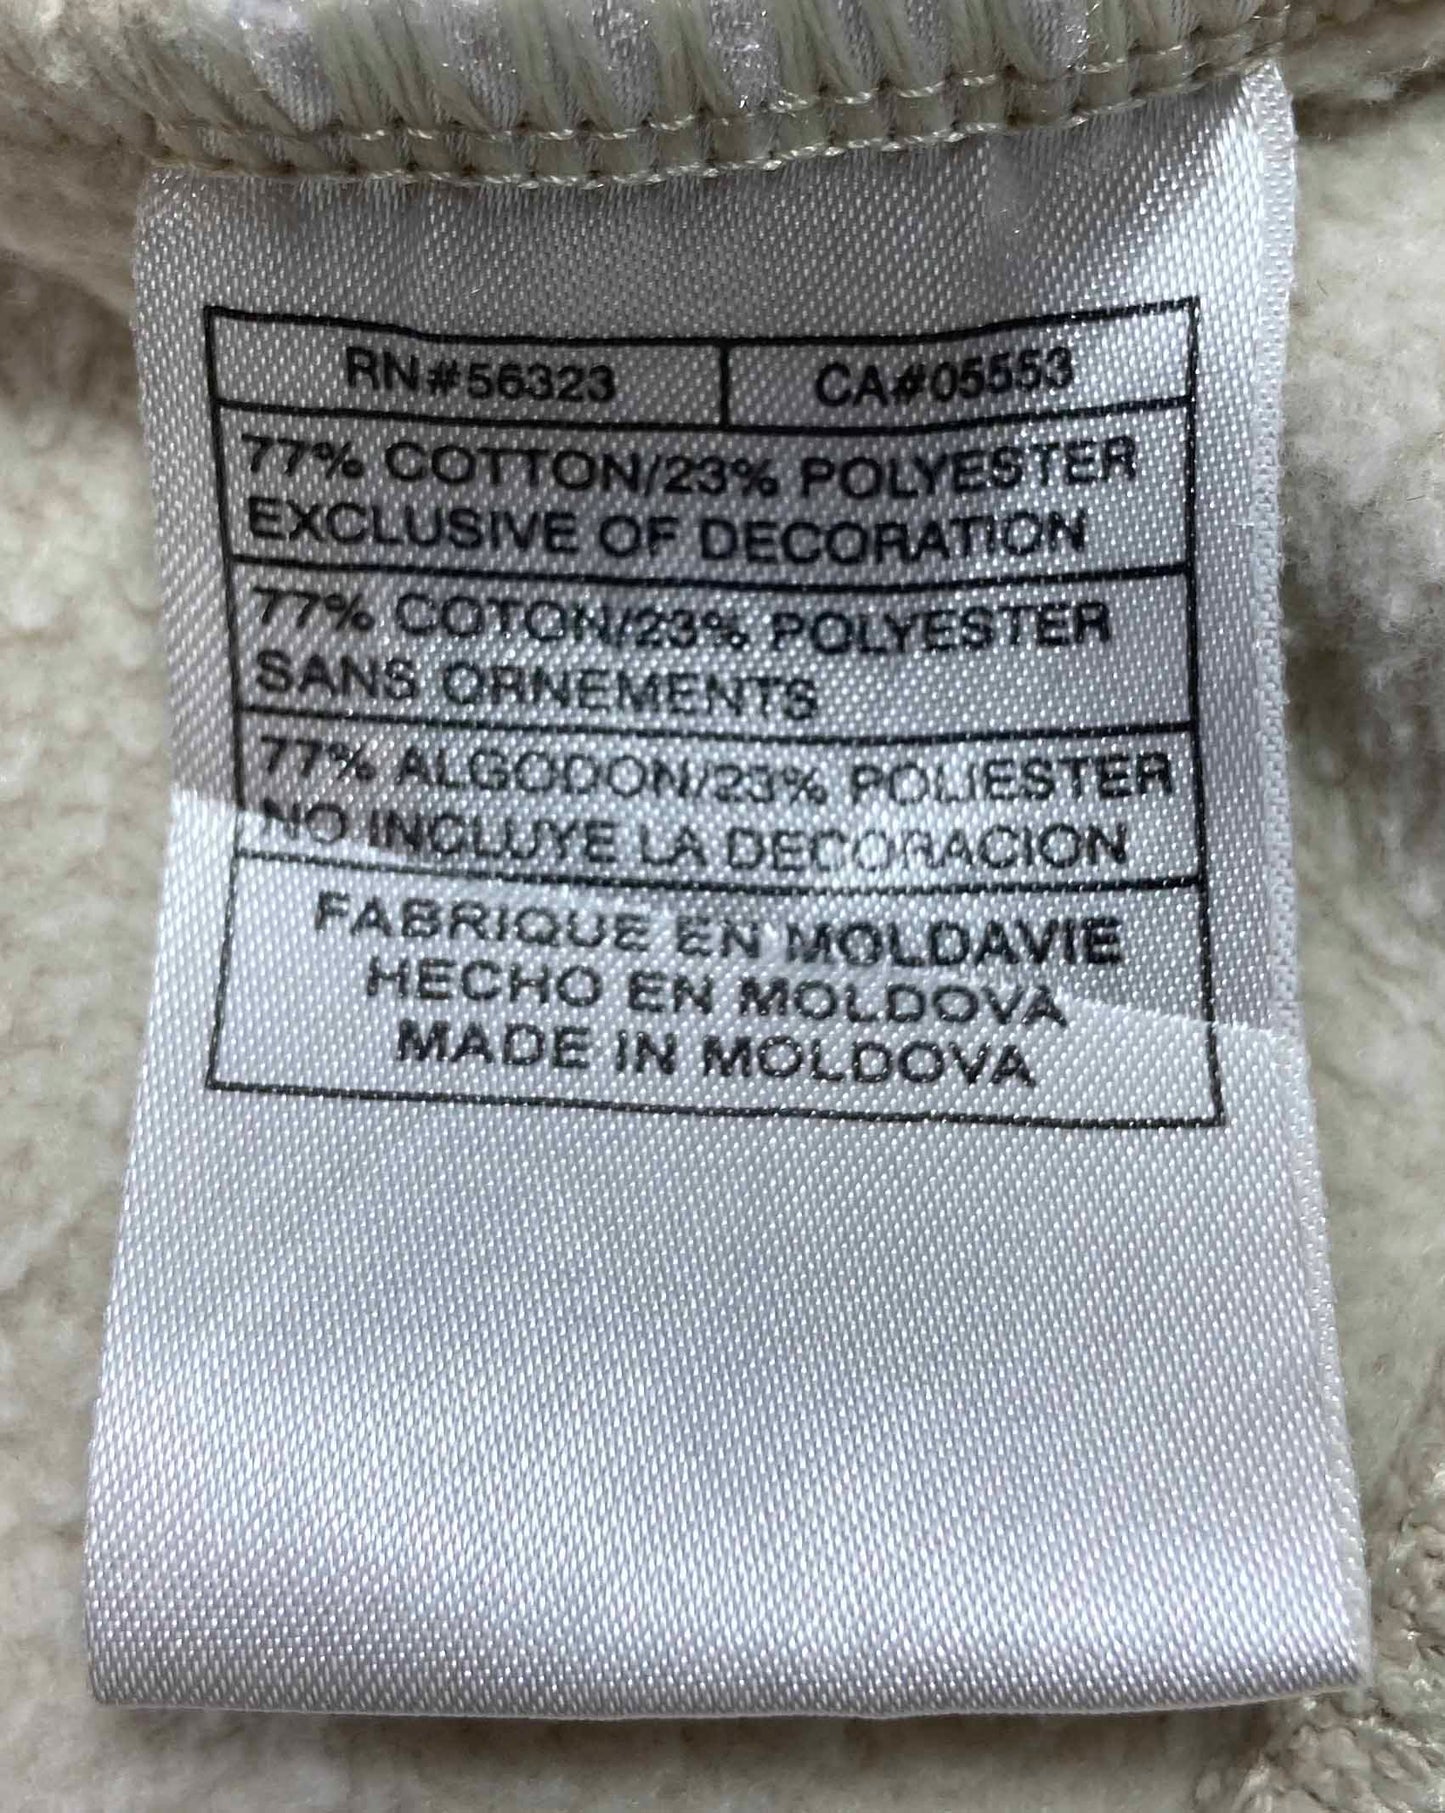 RN#56323 CA#05553
77% COTTON/23% POLYESTER
EXCLUSIVE OF DECORATION
77% COTON/23% POLYESTER
SANS ORNEMENTS
77% ALGODON/23% POLIESTER
NO INCLUYE LA DECORACION
FABRIQUE EN MOLDAVIE
HECHO EN MOLDOVA
MADE IN MOLDOVA